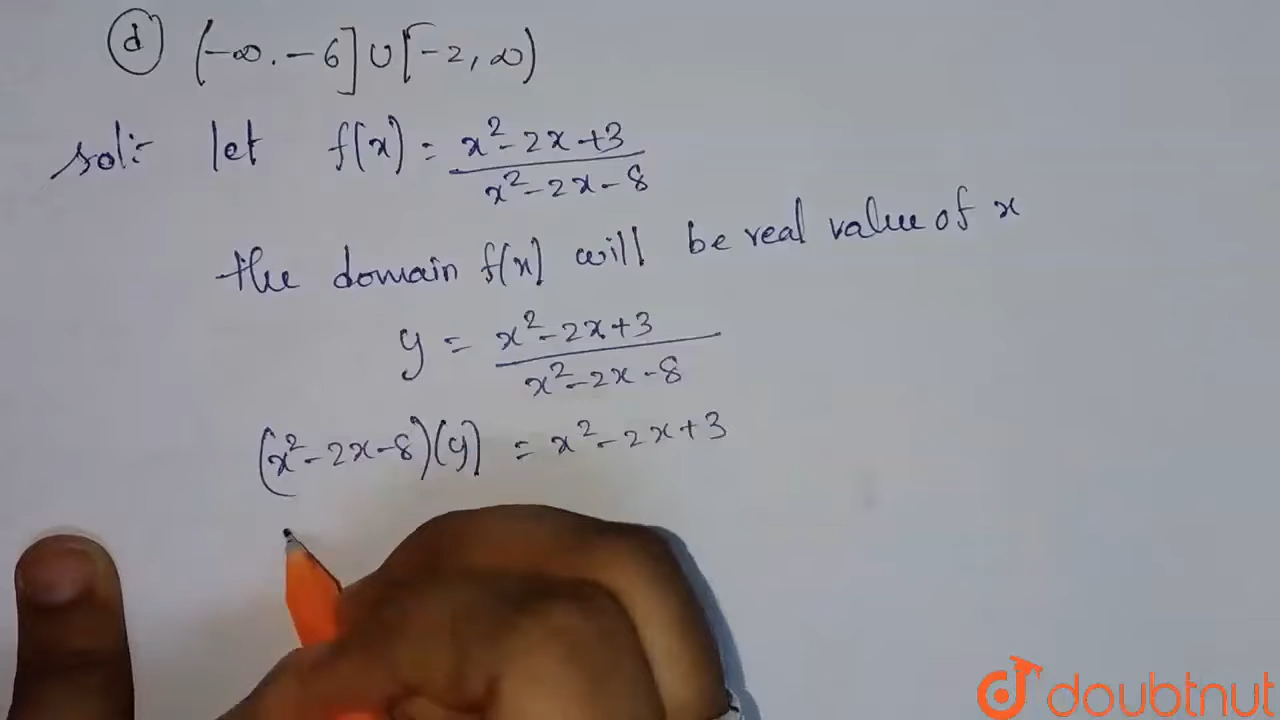 (d) (-∞. -6] ∪ [-2, ∞)
sol:- let f(x) = x²-2x+3 / x²-2x-8
the domain f(x) will be real value of x
y = x²-2x+3 / x²-2x-8
(x²-2x-8)(y) = x²-2x+3
doubtnut